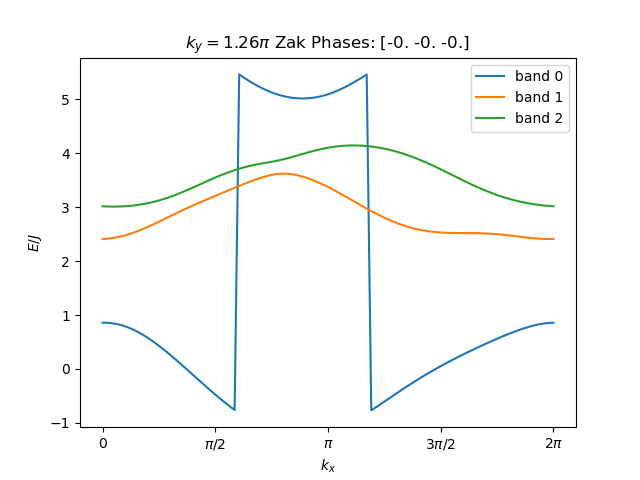 k_y = 1.26π Zak Phases: [-0. -0. -0.]
band 0
band 1
band 2
5
4
3
2
1
0
−1
E/J
0 π/2 π 3π/2 2π
k_x